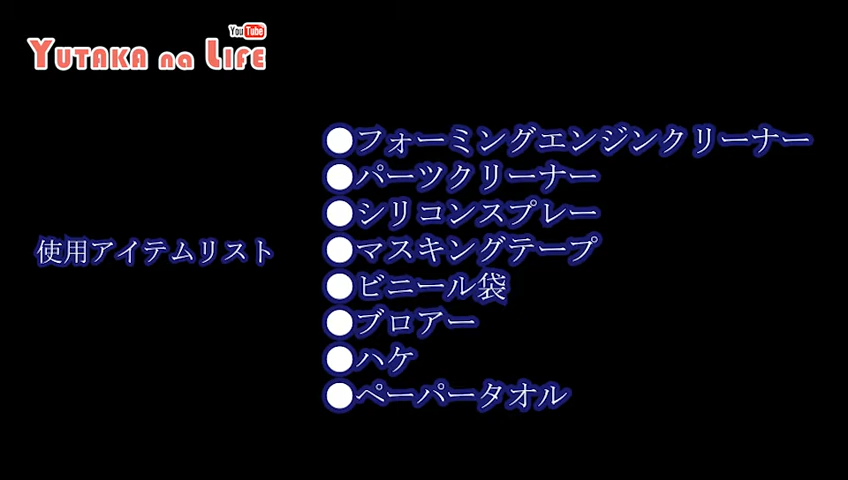 YouTube
YUTAKA na LIFE
使用アイテムリスト
●フォーミングエンジンクリーナー
●パーツクリーナー
●シリコンスプレー
●マスキングテープ
●ビニール袋
●ブロアー
●ハケ
●ペーパータオル